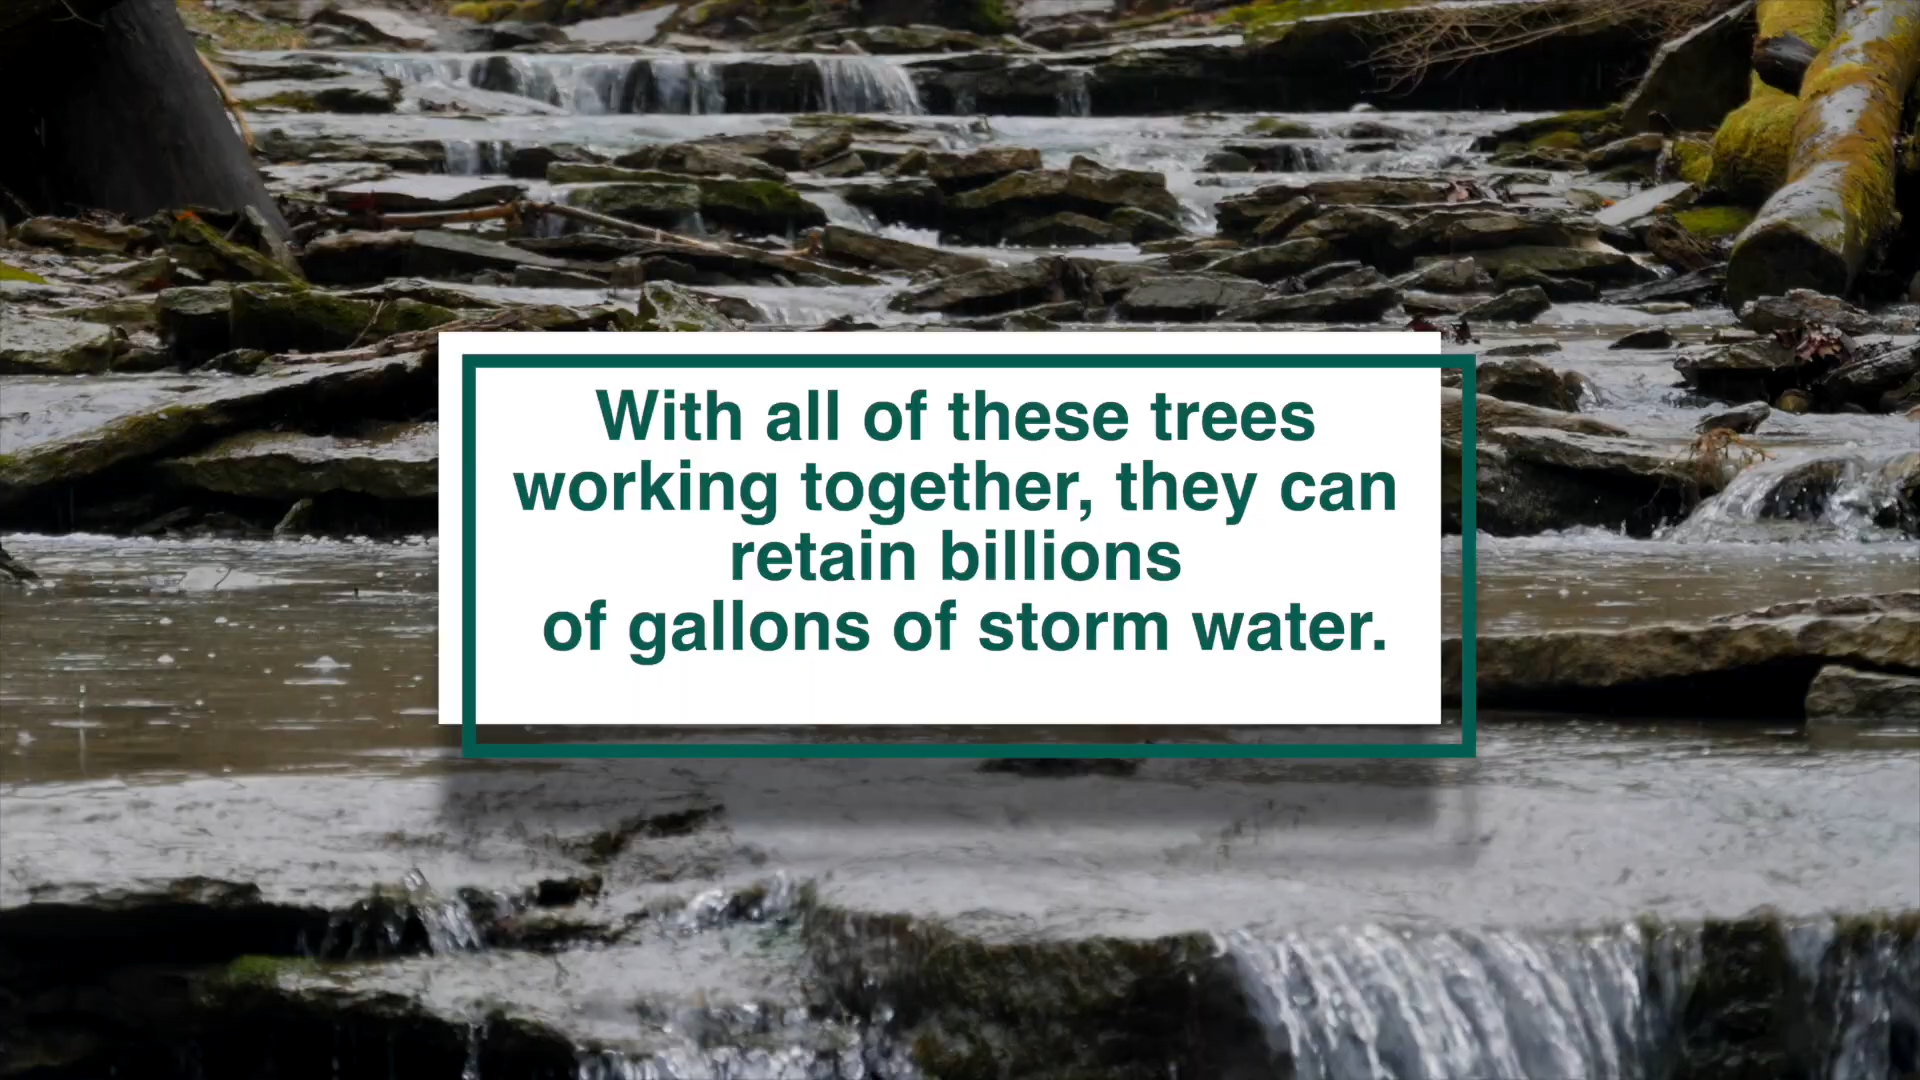 With all of these trees
working together, they can
retain billions
of gallons of storm water.